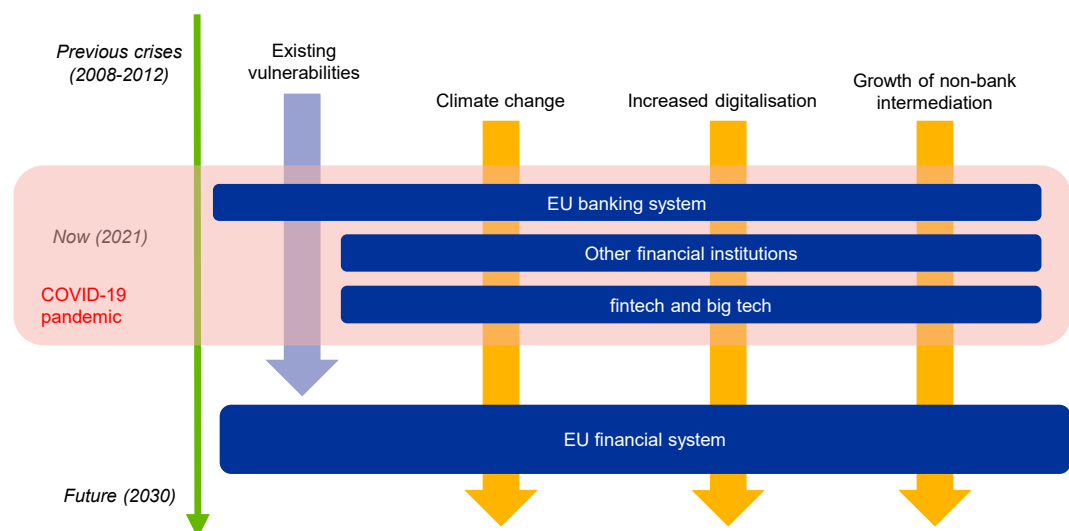 Previous crises
(2008-2012)
Existing
vulnerabilities
Climate change
Increased digitalisation
Growth of non-bank
intermediation
EU banking system
Now (2021)
Other financial institutions
COVID-19
pandemic
fintech and big tech
EU financial system
Future (2030)